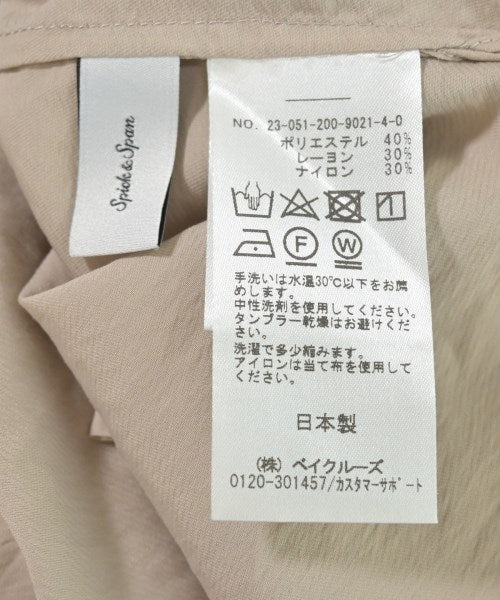 Spick & Span
NO. 23-051-200-9021-4-0
ポリエステル 40%
レーヨン 30%
ナイロン 30%
F
W
手洗いは水温30℃以下をお薦
めします。
中性洗剤を使用してください。
タンブラー乾燥はお避けくださ
い。
洗濯で多少縮みます。
アイロンは当て布を使用して
ください。
日本製
(株) ベイクルーズ
0120-301457/カスタマーサポート